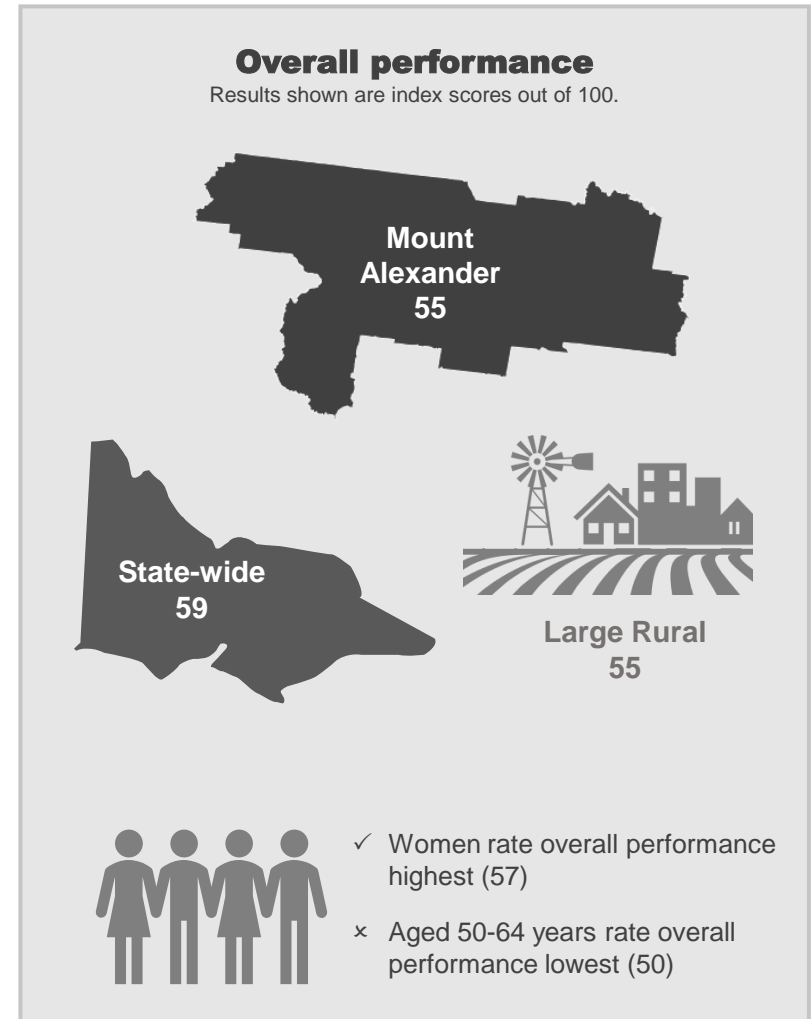 Overall performance
Results shown are index scores out of 100.
Mount
Alexander
55
State-wide
59
Large Rural
55
✓ Women rate overall performance
highest (57)
× Aged 50-64 years rate overall
performance lowest (50)